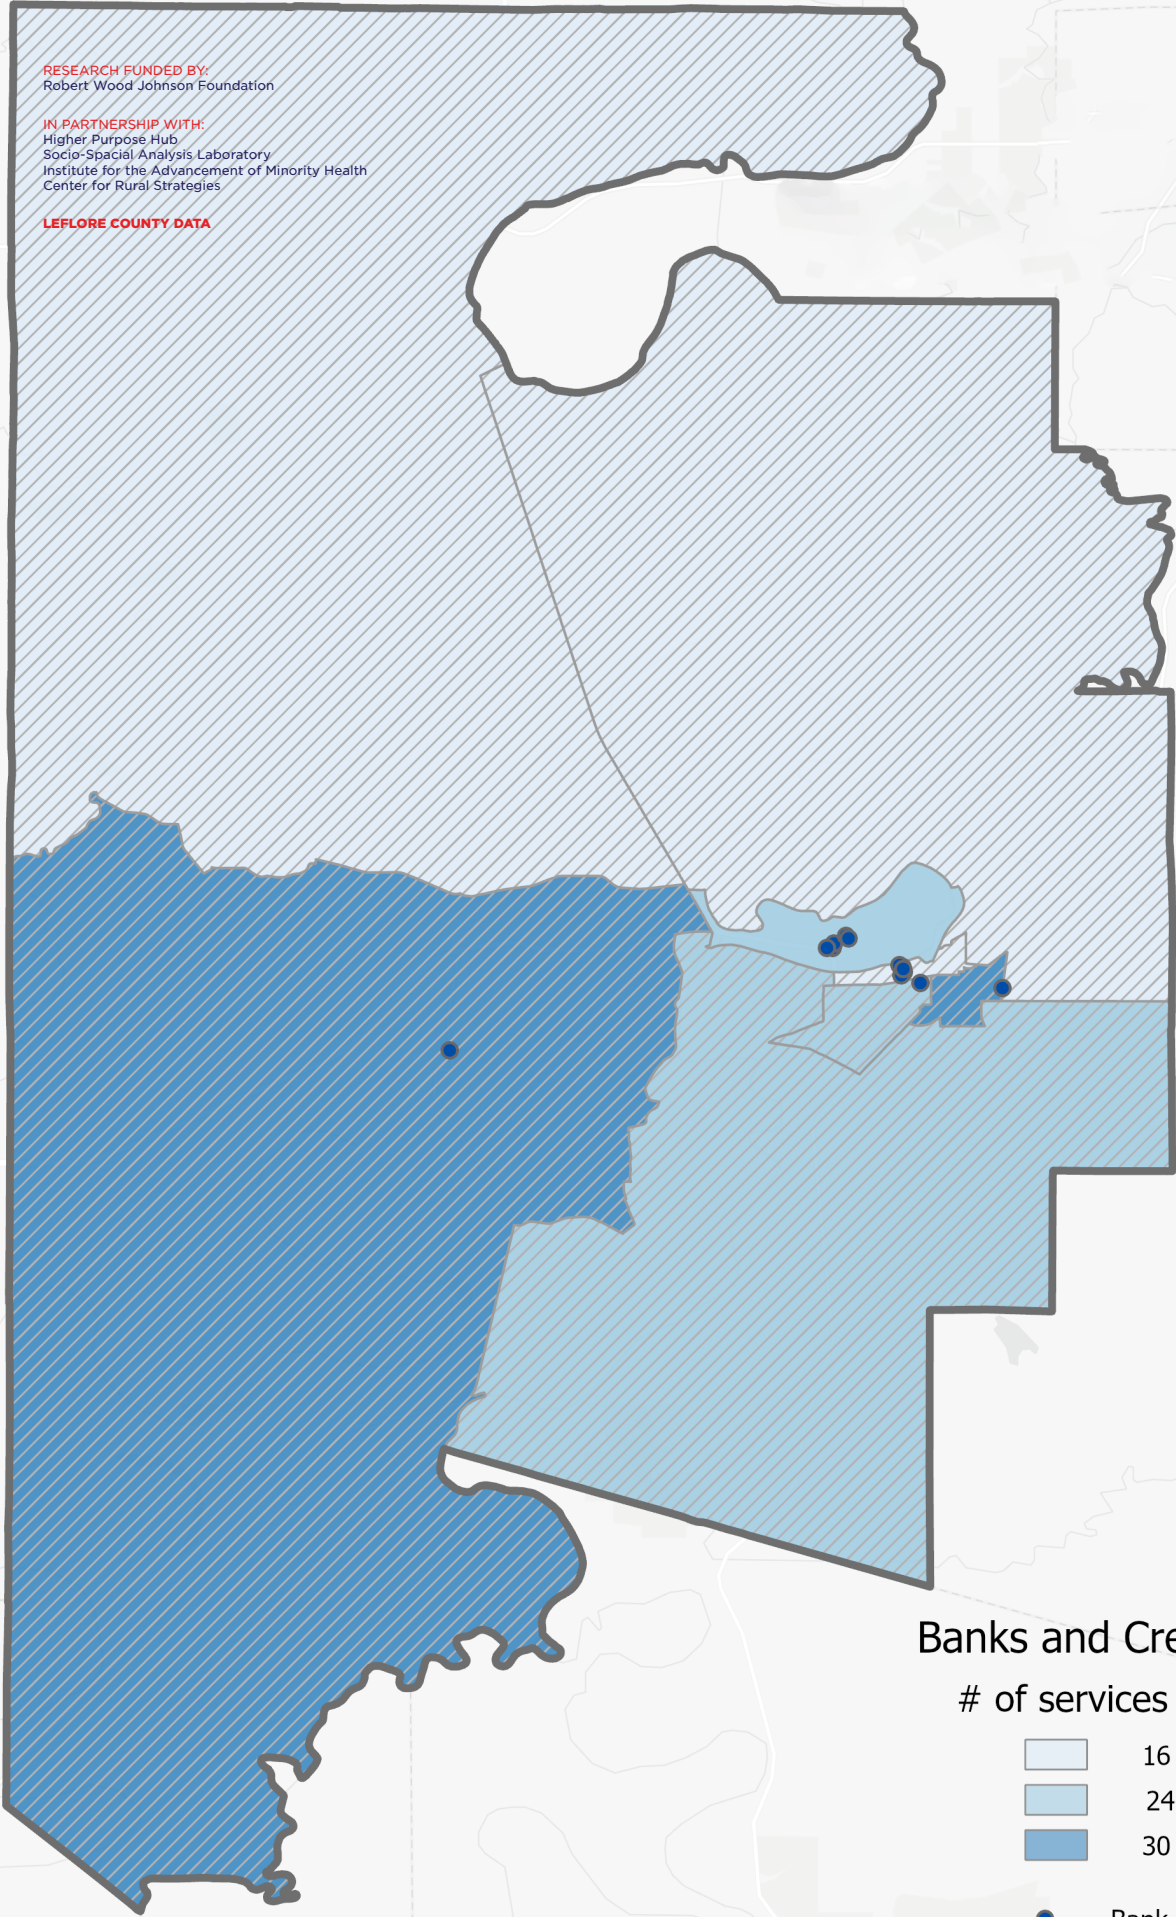 RESEARCH FUNDED BY:
Robert Wood Johnson Foundation
IN PARTNERSHIP WITH:
Higher Purpose Hub
Socio-Spacial Analysis Laboratory
Institute for the Advancement of Minority Health
Center for Rural Strategies
LEFLORE COUNTY DATA
Banks and Cre
# of services
16
24
30
Bank